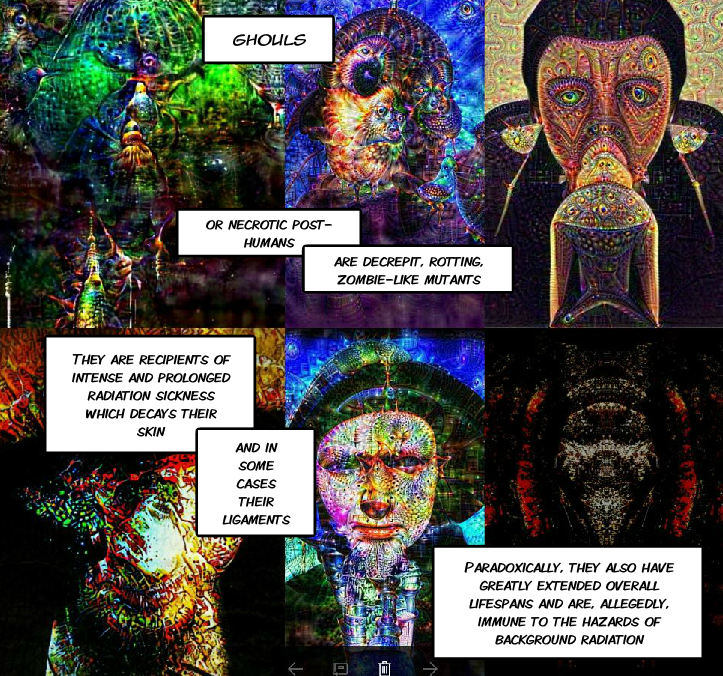 GHOULS
OR NECROTIC POST-
HUMANS
ARE DECREPIT, ROTTING,
ZOMBIE-LIKE MUTANTS
THEY ARE RECIPIENTS OF
INTENSE AND PROLONGED
RADIATION SICKNESS
WHICH DECAYS THEIR
SKIN
AND IN
SOME
CASES
THEIR
LIGAMENTS
PARADOXICALLY, THEY ALSO HAVE
GREATLY EXTENDED OVERALL
LIFESPANS AND ARE, ALLEGEDLY,
IMMUNE TO THE HAZARDS OF
BACKGROUND RADIATION